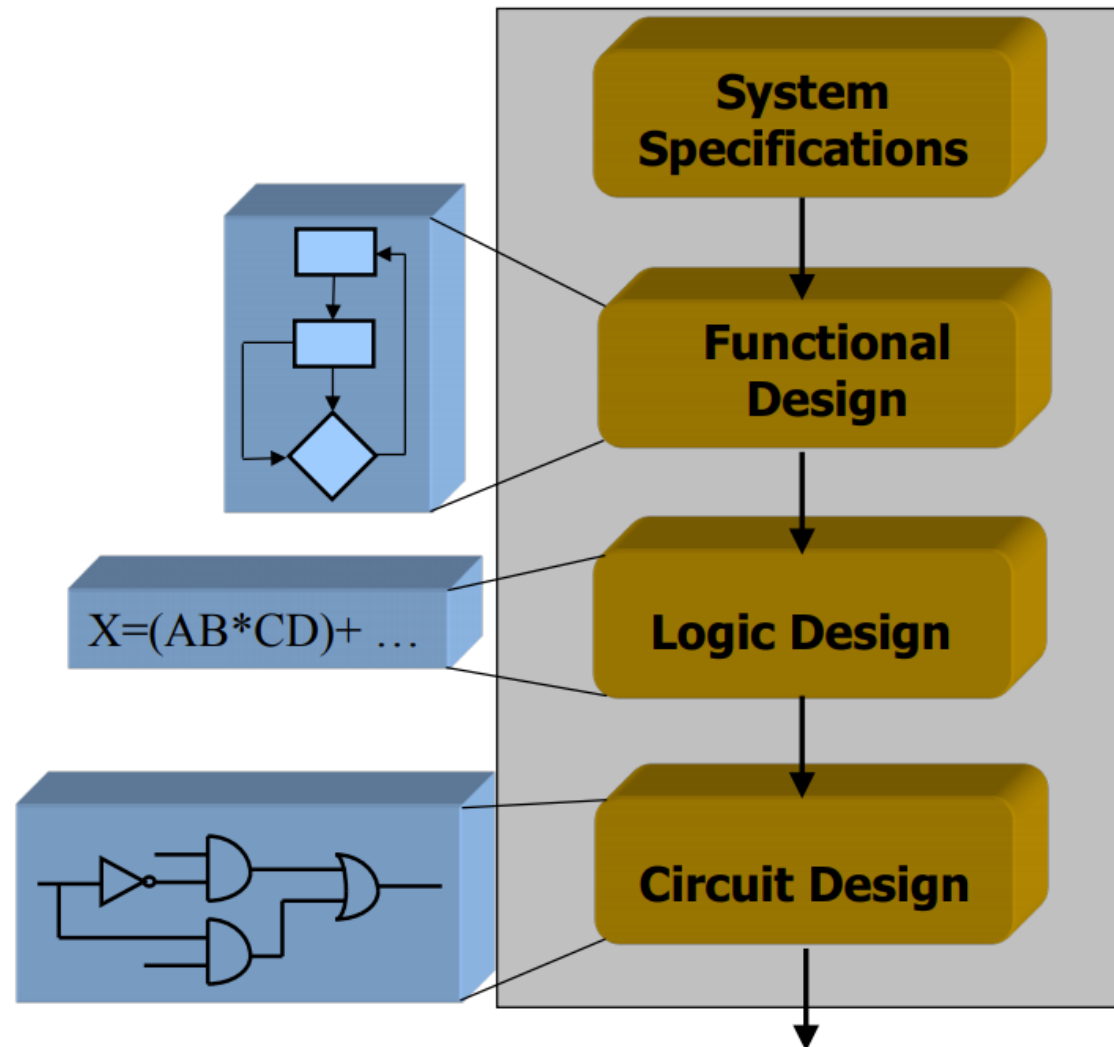 System
Specifications
Functional
Design
X=(AB*CD)+ …
Logic Design
Circuit Design